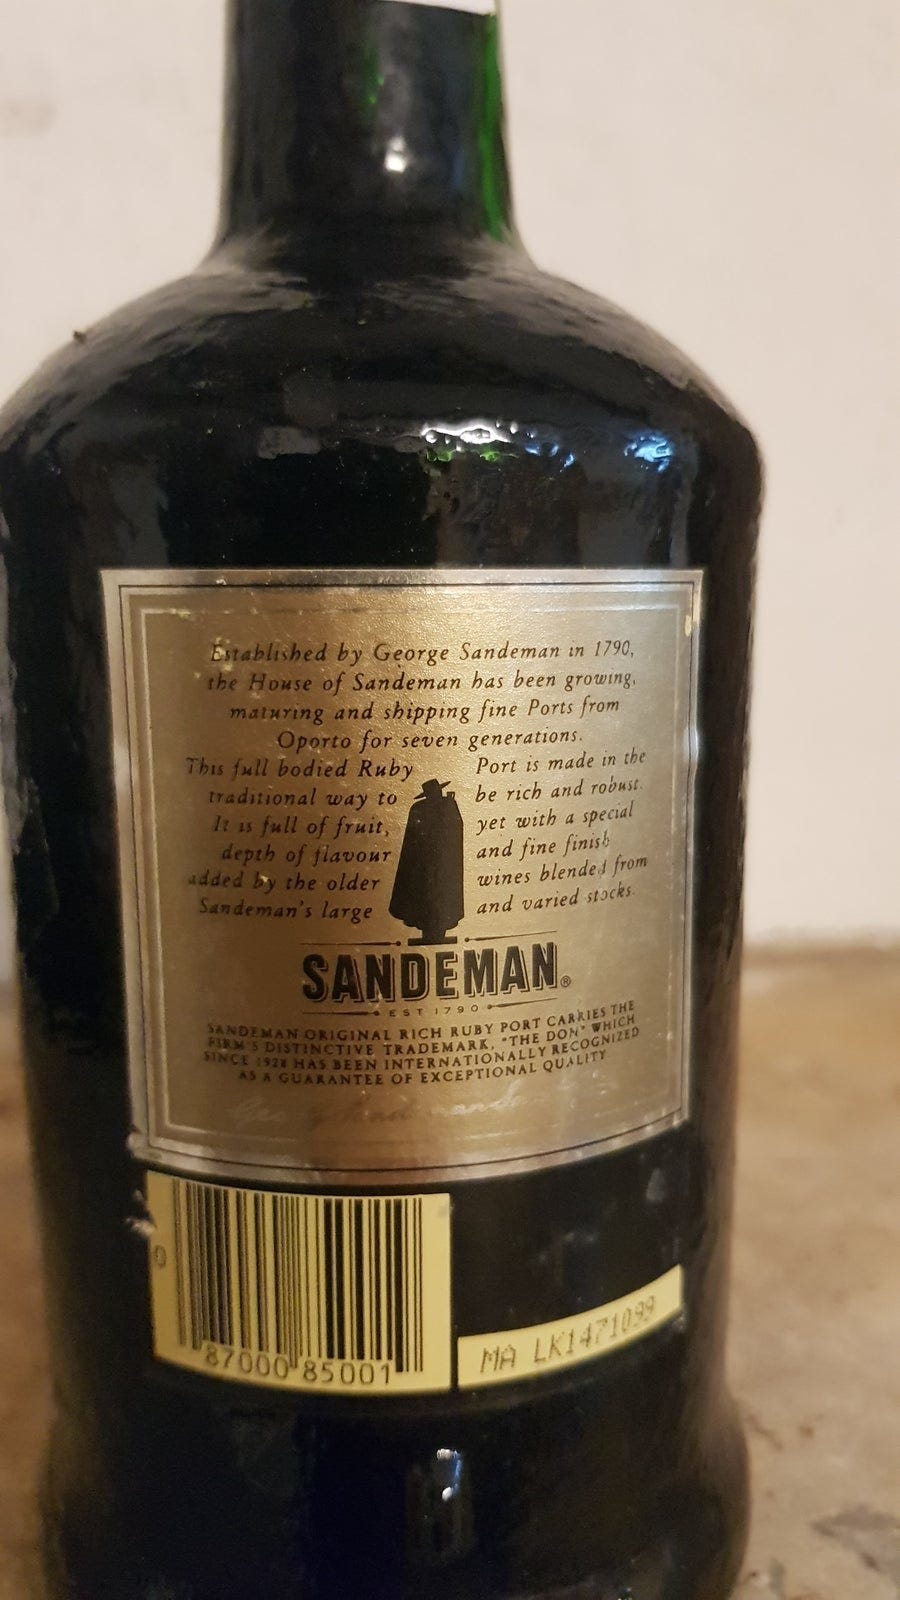 Established by George Sandeman in 1790,
the House of Sandeman has been growing,
maturing and shipping fine Ports from
Oporto for seven generations.
This full bodied Ruby Port is made in the
traditional way to be rich and robust.
It is full of fruit, yet with a special
depth of flavour and fine finish
added by the older wines blended from
Sandeman's large and varied stocks.
SANDEMAN®
EST 1790
SANDEMAN ORIGINAL RICH RUBY PORT CARRIES THE
FIRM'S DISTINCTIVE TRADEMARK, "THE DON" WHICH
SINCE 1928 HAS BEEN INTERNATIONALLY RECOGNIZED
AS A GUARANTEE OF EXCEPTIONAL QUALITY
0 87000 85001
MA LK1471099